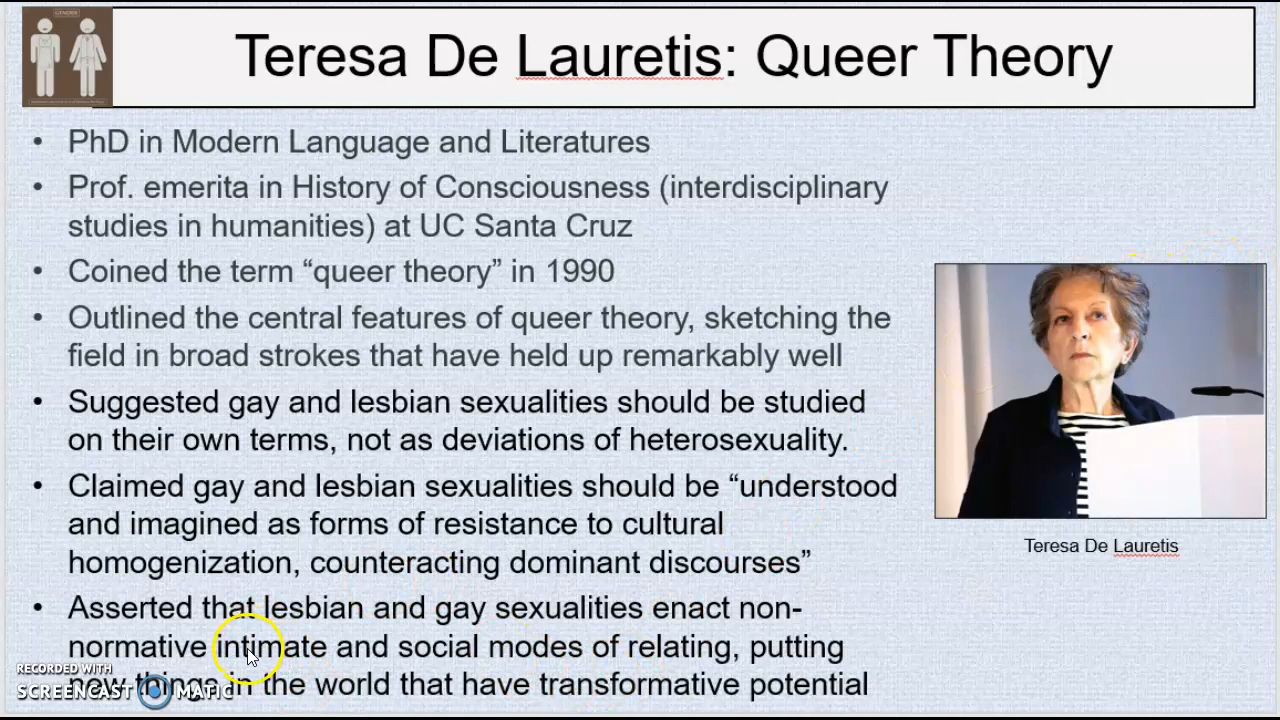 GENDER
Teresa De Lauretis: Queer Theory
• PhD in Modern Language and Literatures
• Prof. emerita in History of Consciousness (interdisciplinary
studies in humanities) at UC Santa Cruz
• Coined the term “queer theory” in 1990
• Outlined the central features of queer theory, sketching the
field in broad strokes that have held up remarkably well
• Suggested gay and lesbian sexualities should be studied
on their own terms, not as deviations of heterosexuality.
• Claimed gay and lesbian sexualities should be “understood
and imagined as forms of resistance to cultural
homogenization, counteracting dominant discourses”
• Asserted that lesbian and gay sexualities enact non-
normative intimate and social modes of relating, putting
new things in the world that have transformative potential
Teresa De Lauretis
RECORDED WITH
SCREENCAST MATIC